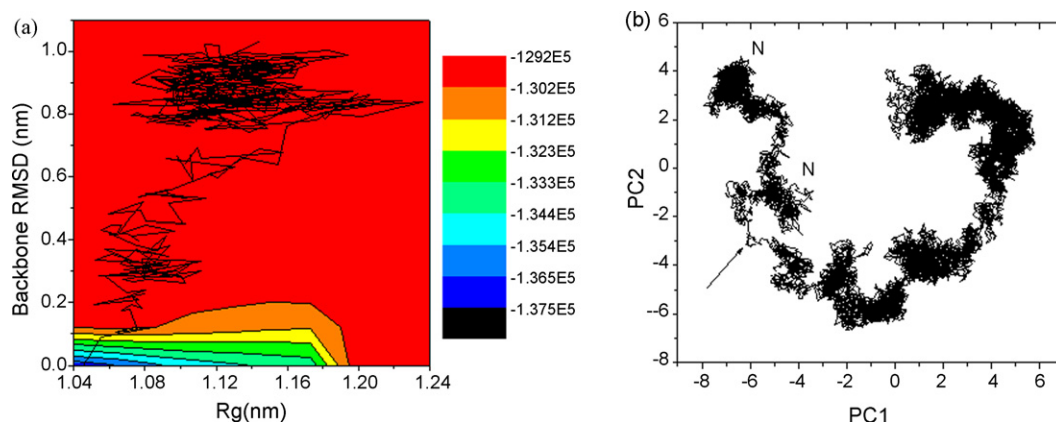 (a)
Backbone RMSD (nm)
1.0
0.8
0.6
0.4
0.2
0.0
1.04 1.08 1.12 1.16 1.20 1.24
Rg(nm)
-1292E5
-1.302E5
-1.312E5
-1.323E5
-1.333E5
-1.344E5
-1.354E5
-1.365E5
-1.375E5
(b)
PC2
6
4
2
0
-2
-4
-6
-8
N
N
-8 -6 -4 -2 0 2 4 6
PC1